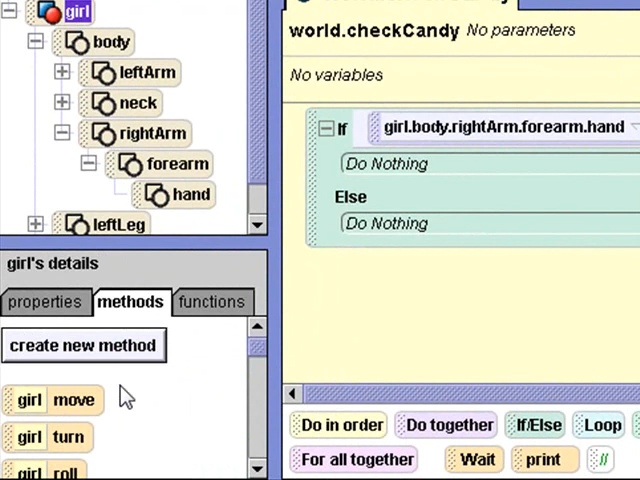 girl
body
leftArm
neck
rightArm
forearm
hand
leftLeg
girl's details
properties methods functions
create new method
girl move
girl turn
girl roll
world.checkCandy No parameters
No variables
If girl.body.rightArm.forearm.hand
Do Nothing
Else
Do Nothing
Do in order Do together If/Else Loop
For all together Wait print //